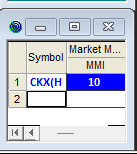 Symbol Market M...
MMI
1 CKX(H 10
2